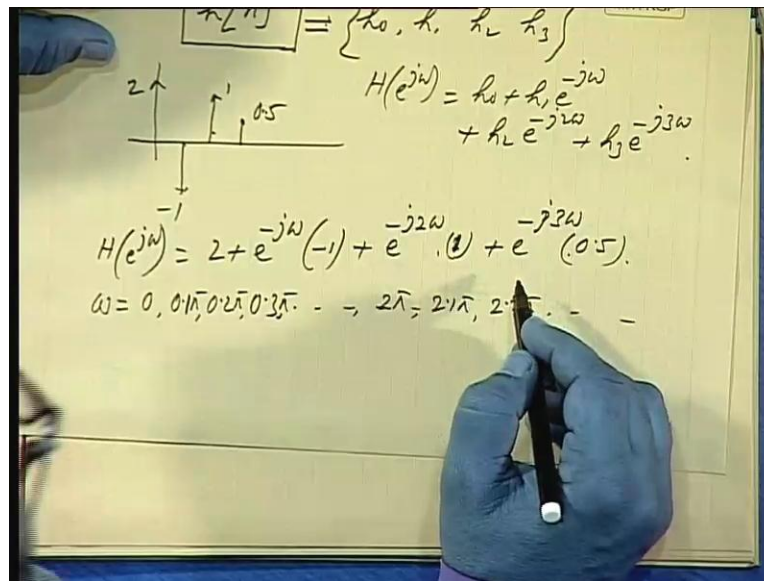 h[n] ⇒ {h0, h1 h2 h3}
2 1 0.5
-1
H(e^{jω}) = h0 + h1 e^{-jω}
+ h2 e^{-j2ω} + h3 e^{-j3ω}.
H(e^{jω}) = 2 + e^{-jω}(-1) + e^{-j2ω}.(1) + e^{-j3ω}(0.5).
ω = 0, 0.1π, 0.2π, 0.3π. - -, 2π, 2.1π,